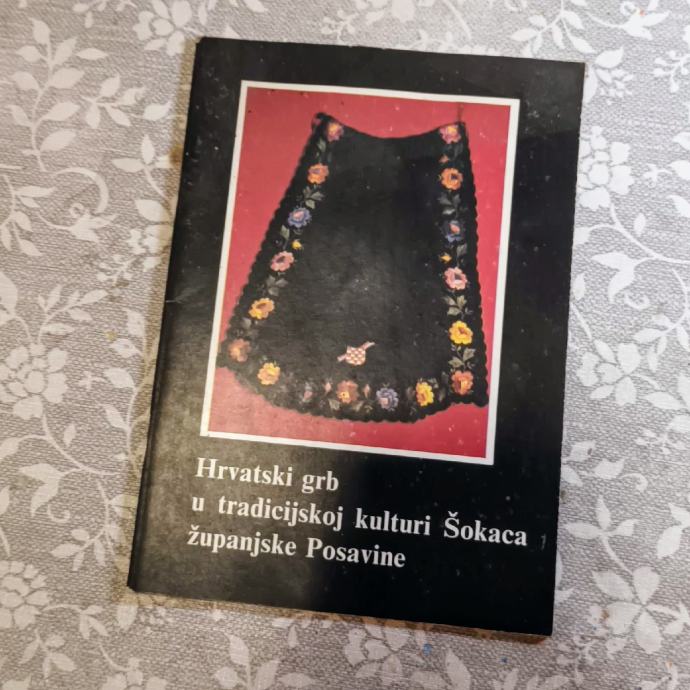 Hrvatski grb
u tradicijskoj kulturi Šokaca
županjske Posavine